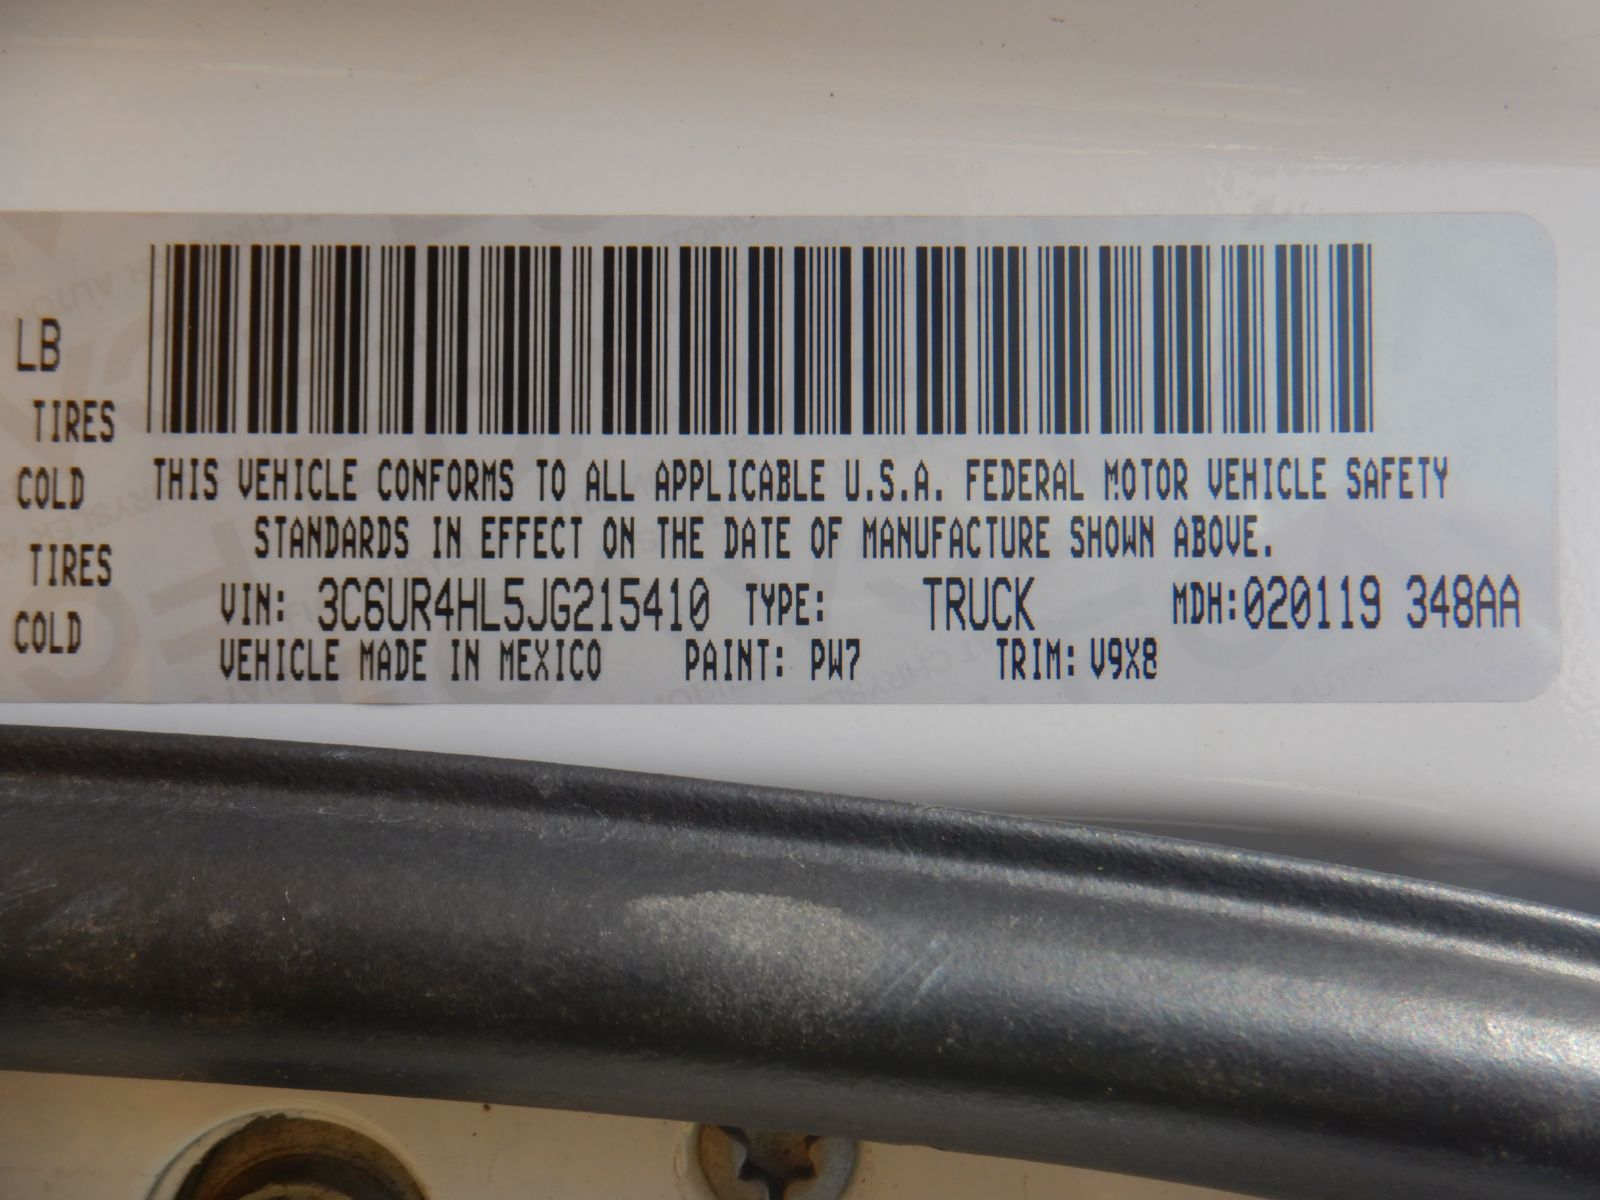 LB
TIRES
COLD
TIRES
COLD
THIS VEHICLE CONFORMS TO ALL APPLICABLE U.S.A. FEDERAL MOTOR VEHICLE SAFETY
STANDARDS IN EFFECT ON THE DATE OF MANUFACTURE SHOWN ABOVE.
VIN: 3C6UR4HL5JG215410 TYPE: TRUCK MDH:020119 348AA
VEHICLE MADE IN MEXICO PAINT: PW7 TRIM: V9X8